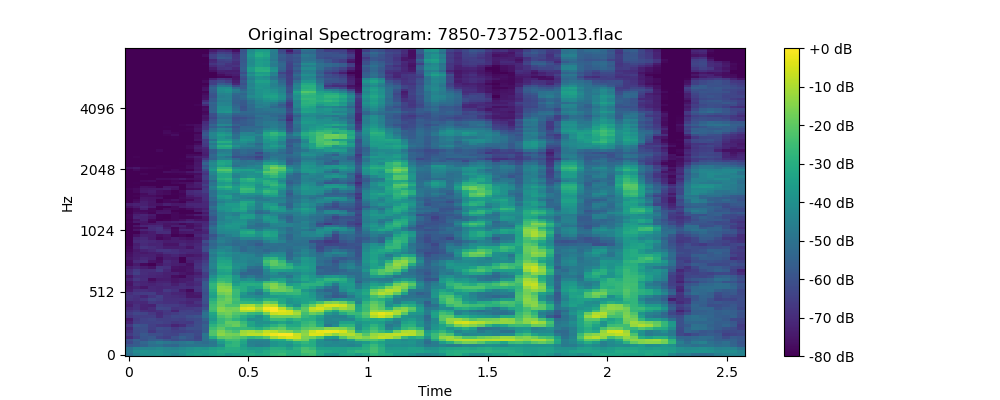 Original Spectrogram: 7850-73752-0013.flac
+0 dB
4096
-10 dB
-20 dB
2048
-30 dB
Hz
-40 dB
1024
-50 dB
512
-60 dB
-70 dB
0
-80 dB
0 0.5 1 1.5 2 2.5
Time